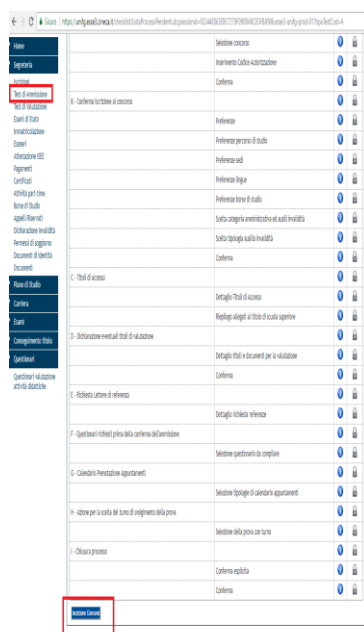 Home
Segreteria
Iscrizioni
Test di Ammissione
Test di Valutazione
Esami di Stato
Immatricolazione
Esoneri
Attestazione ISEE
Pagamenti
Certificati
Attività part-time
Borse di Studio
Appelli Riservati
Dichiarazione Invalidità
Permessi di soggiorno
Documenti di Identità
Documenti
Piano di Studio
Carriera
Esami
Conseguimento titolo
Questionari
Questionari valutazione
attività didattiche
Selezione concorso
Inserimento Codice Autorizzazione
Conferma
B - Conferma iscrizione al concorso
Preferenze
Preferenze percorso di studio
Preferenze sedi
Preferenze lingue
Preferenze borse di studio
Scelta categoria amministrativa ed ausili invalidità
Scelta tipologia ausilio invalidità
Conferma
C - Titoli di accesso
Dettaglio Titoli di Accesso
Riepilogo allegati al titolo di scuola superiore
D - Dichiarazione eventuali titoli di valutazione
Dettaglio titoli e documenti per la valutazione
Conferma
E - Richiesta Lettere di referenza
Dettaglio richiesta referenze
F - Questionari richiesti prima della conferma dell'ammissione
Selezione questionario da compilare
G - Calendario Prenotazione Appuntamenti
Selezione tipologie di calendario appuntamenti
H - Azione per la scelta del turno di svolgimento della prova
Selezione della prova con turno
I - Chiusura processo
Conferma esplicita
Conferma
Iscrizione Concorsi